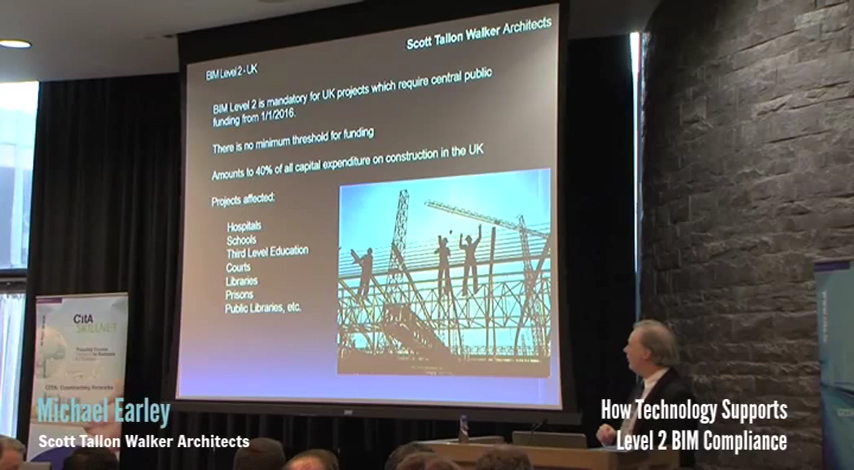 Scott Tallon Walker Architects
BIM Level 2 - UK
BIM Level 2 is mandatory for UK projects which require central public
funding from 1/1/2016.
There is no minimum threshold for funding
Amounts to 40% of all capital expenditure on construction in the UK
Projects affected:
Hospitals
Schools
Third Level Education
Courts
Libraries
Prisons
Public Libraries, etc.
CitA
SKILLNET
Michael Earley
Scott Tallon Walker Architects
How Technology Supports
Level 2 BIM Compliance